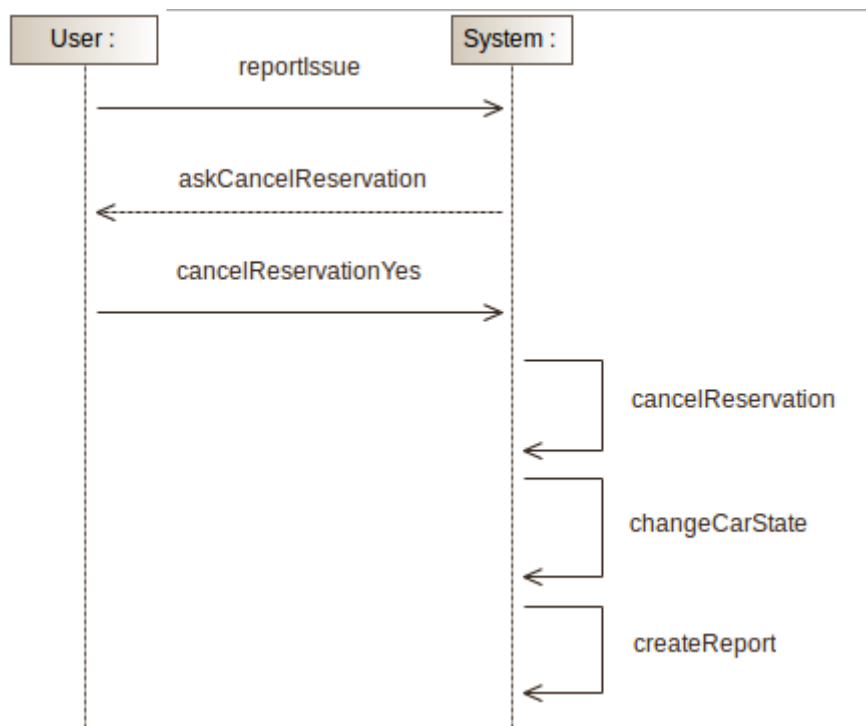 User :
System :
reportIssue
askCancelReservation
cancelReservationYes
cancelReservation
changeCarState
createReport